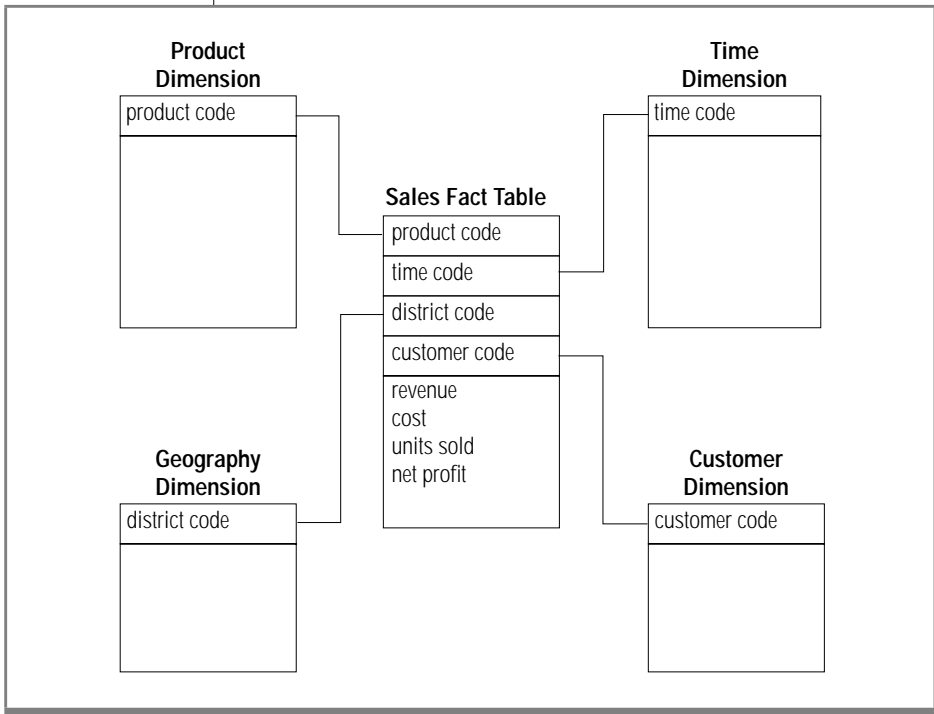 Product
Dimension
product code
Time
Dimension
time code
Sales Fact Table
product code
time code
district code
customer code
revenue
cost
units sold
net profit
Geography
Dimension
district code
Customer
Dimension
customer code